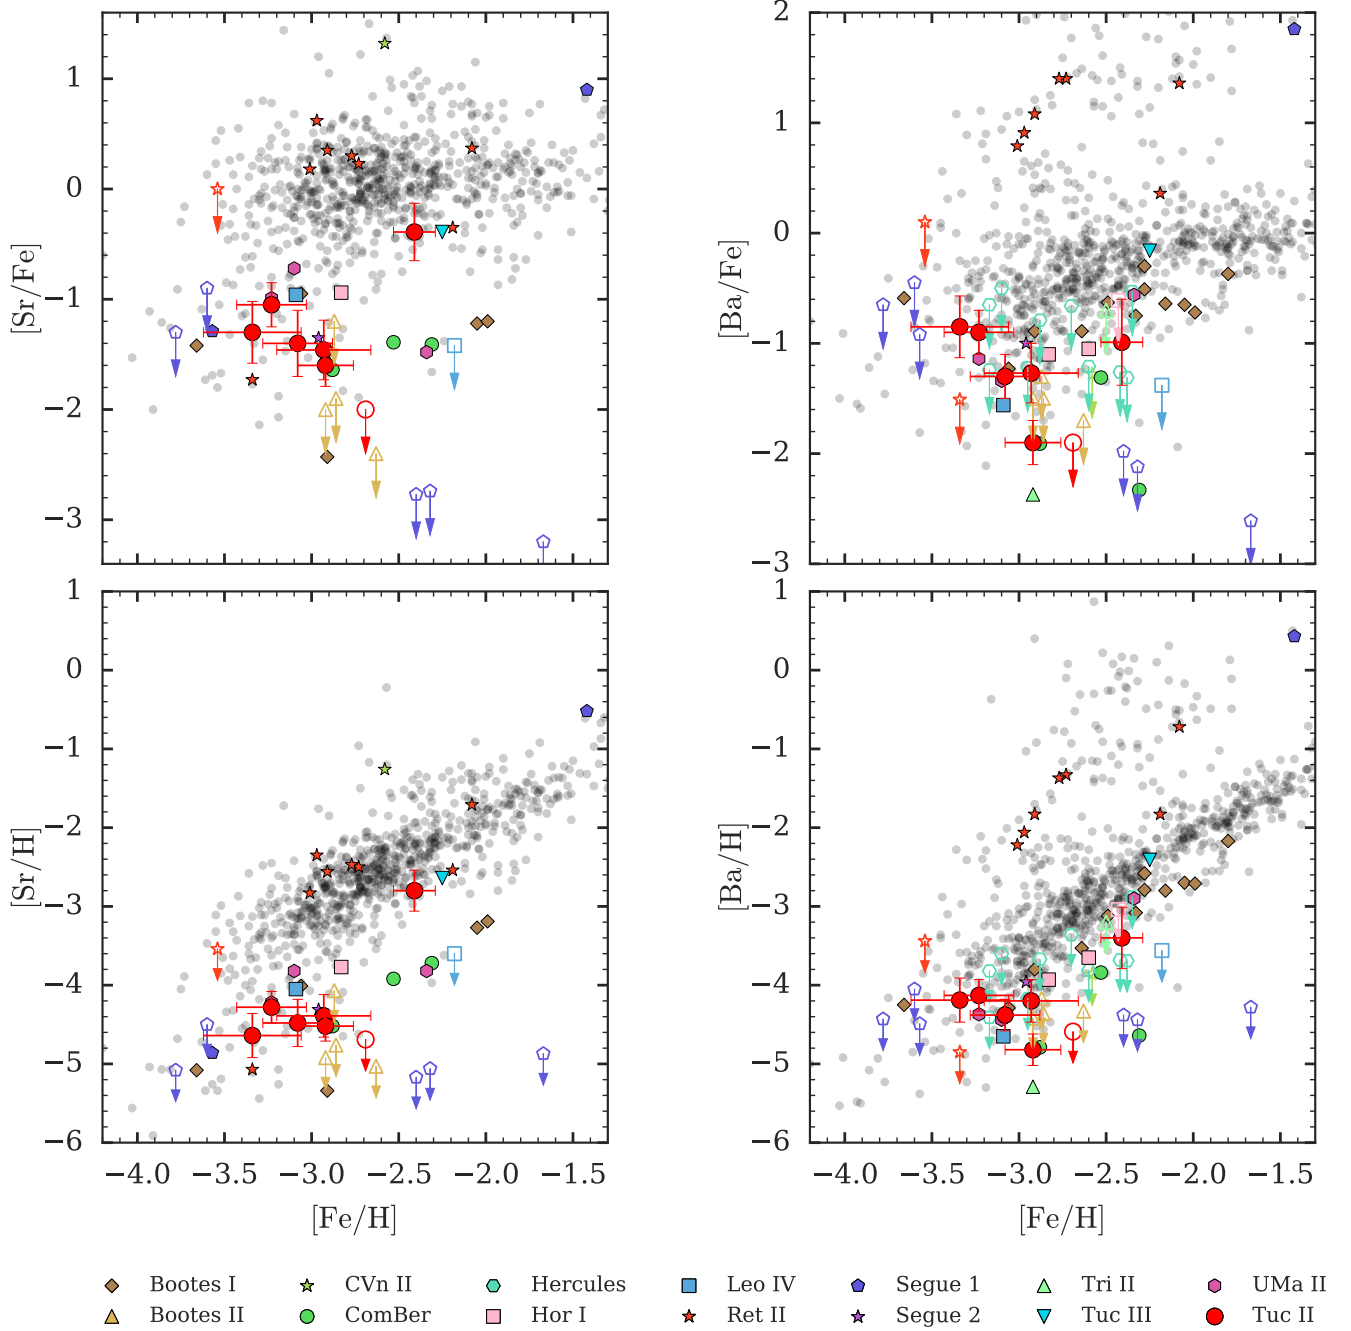 1
0
−1
−2
−3
[Sr/Fe]
2
1
0
−1
−2
−3
[Ba/Fe]
1
0
−1
−2
−3
−4
−5
−6
[Sr/H]
−4.0 −3.5 −3.0 −2.5 −2.0 −1.5
[Fe/H]
1
0
−1
−2
−3
−4
−5
−6
[Ba/H]
−4.0 −3.5 −3.0 −2.5 −2.0 −1.5
[Fe/H]
Bootes I CVn II Hercules Leo IV Segue 1 Tri II UMa II
Bootes II ComBer Hor I Ret II Segue 2 Tuc III Tuc II